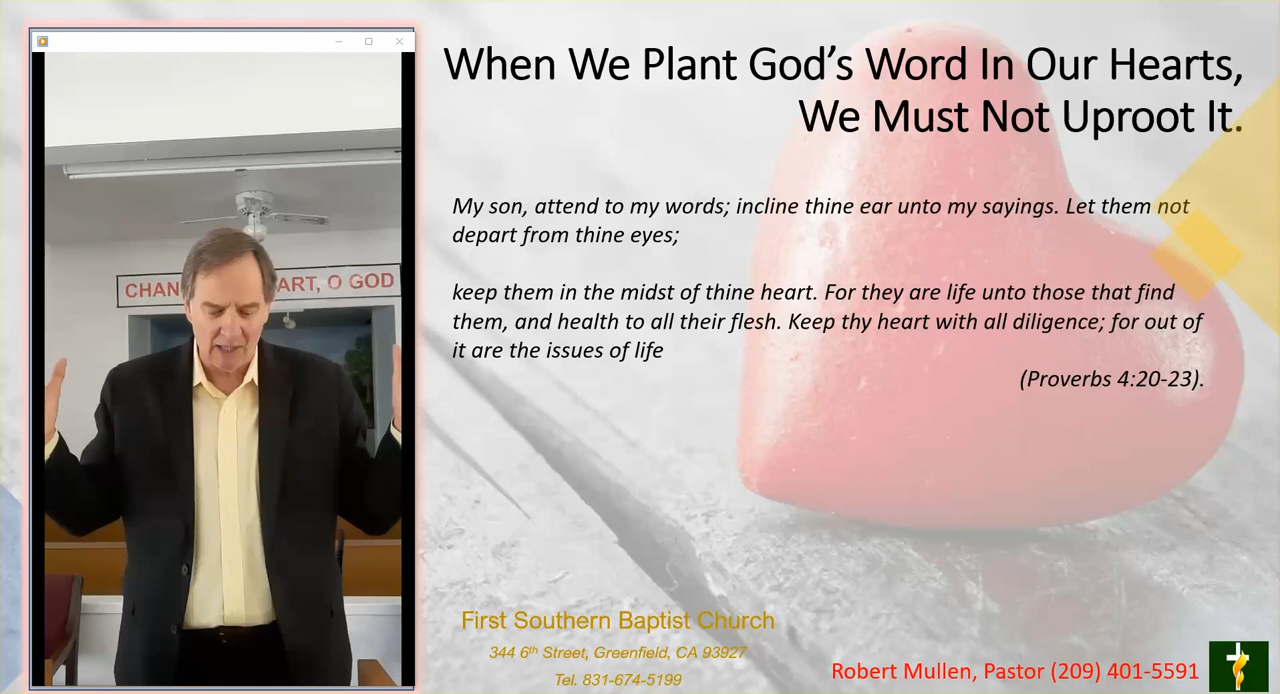 When We Plant God's Word In Our Hearts,
We Must Not Uproot It.
My son, attend to my words; incline thine ear unto my sayings. Let them not
depart from thine eyes;
keep them in the midst of thine heart. For they are life unto those that find
them, and health to all their flesh. Keep thy heart with all diligence; for out of
it are the issues of life
(Proverbs 4:20-23).
CHAN ART, O GOD
First Southern Baptist Church
344 6th Street, Greenfield, CA 93927
Tel. 831-674-5199
Robert Mullen, Pastor (209) 401-5591